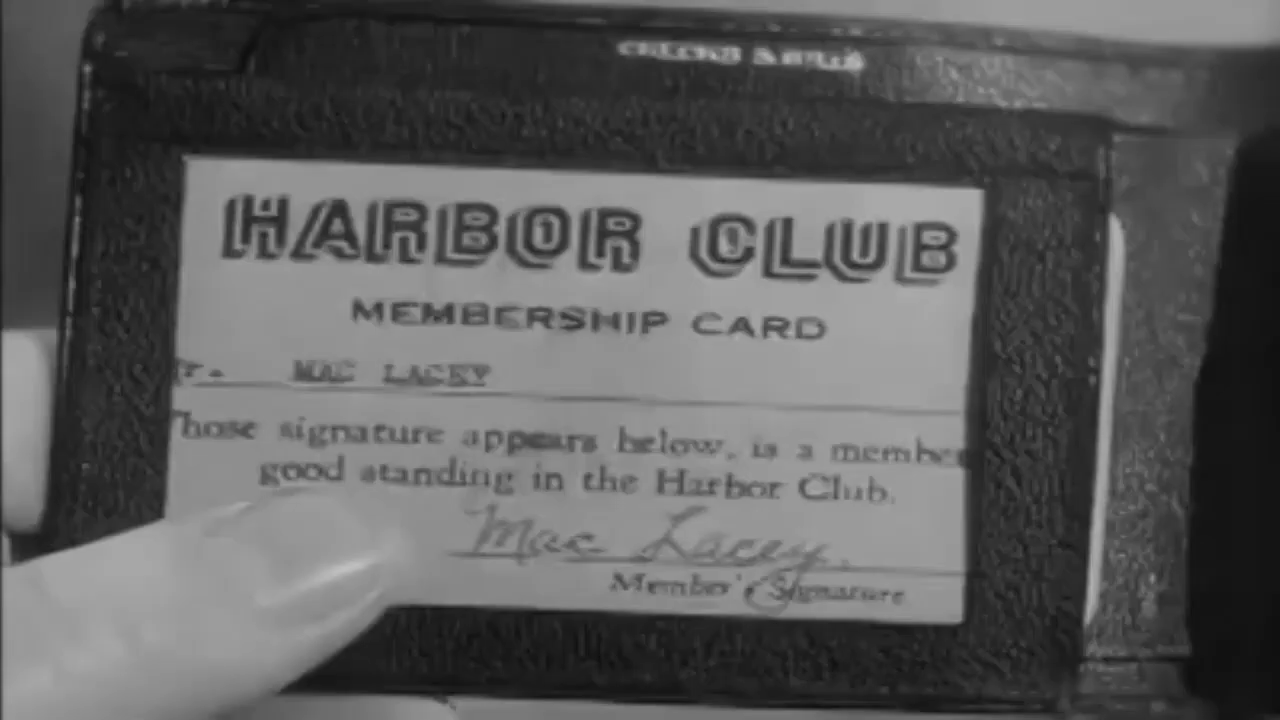 HARBOR CLUB
MEMBERSHIP CARD
MAC LACEY
hose signature appears below, is a member
good standing in the Harbor Club.
Mac Lacey.
Member's Signature